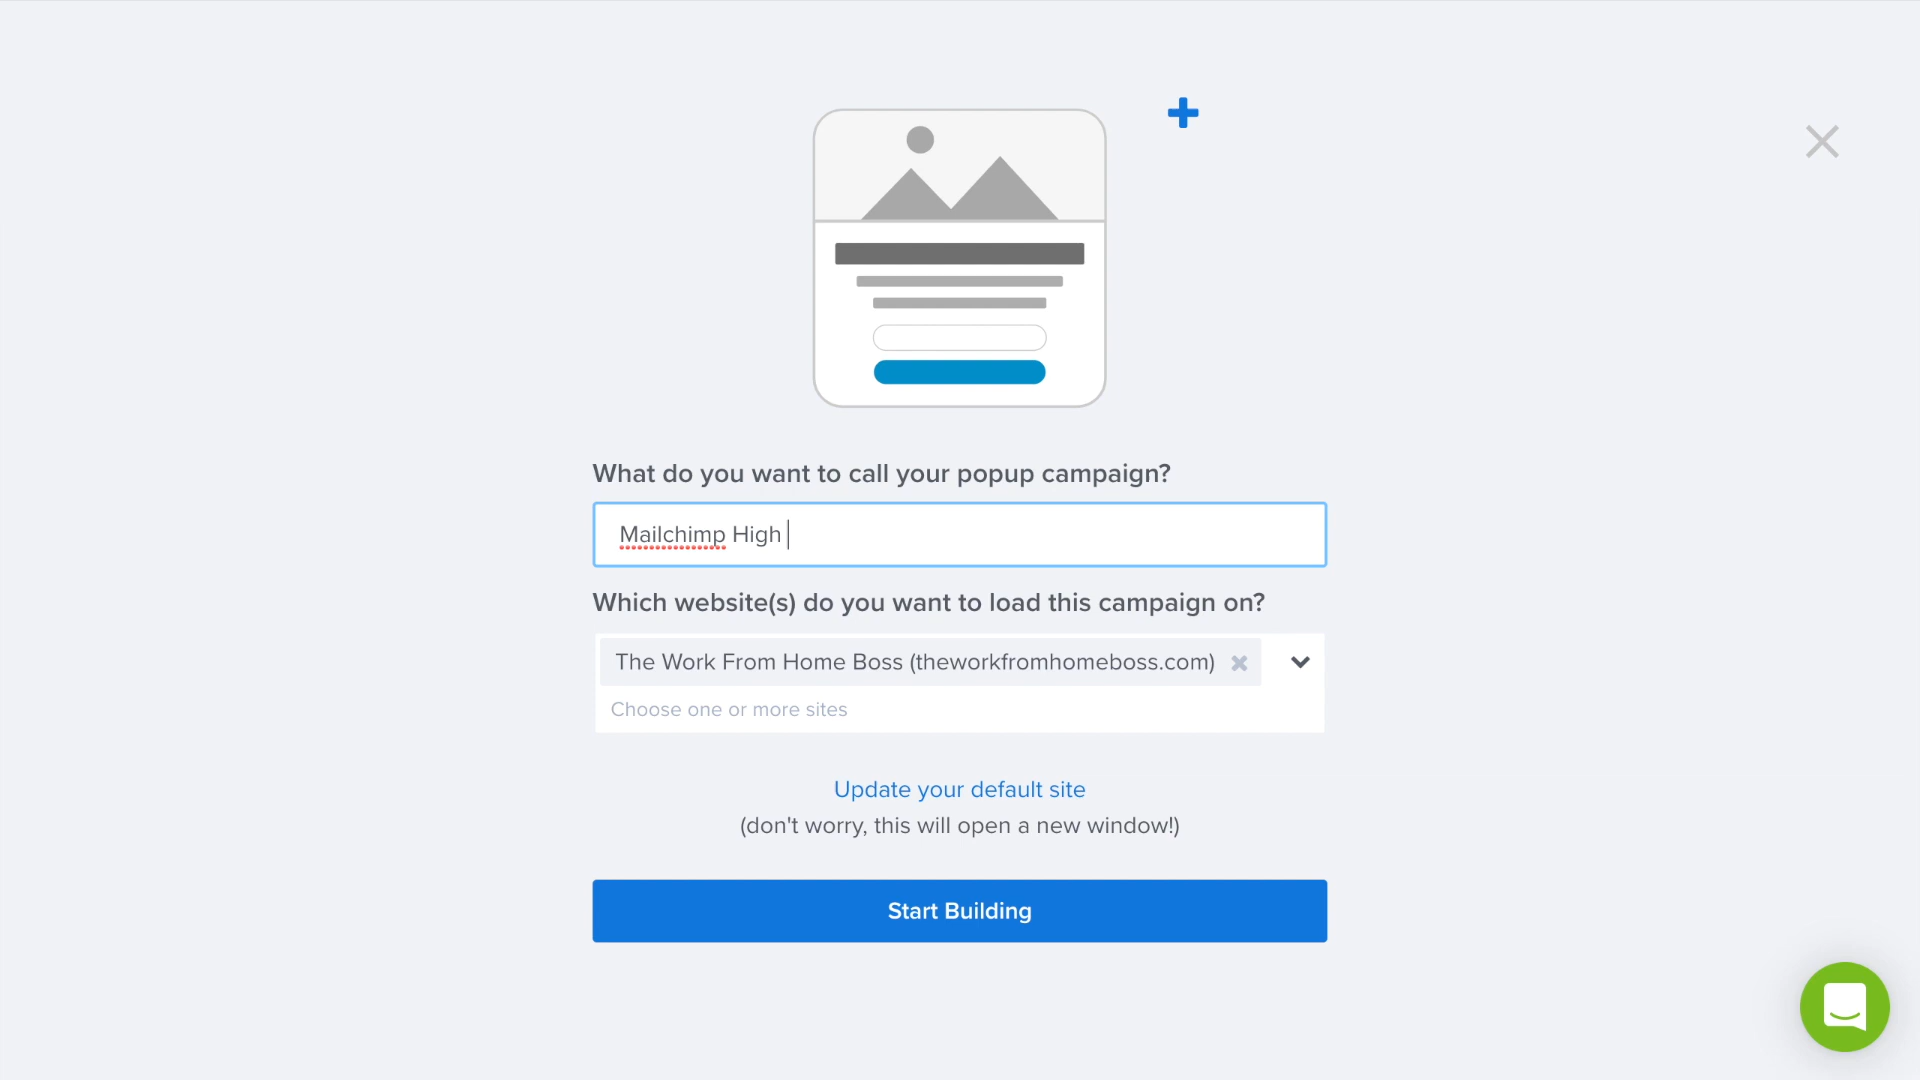 What do you want to call your popup campaign?
Mailchimp High
Which website(s) do you want to load this campaign on?
The Work From Home Boss (theworkfromhomeboss.com)
Choose one or more sites
Update your default site
(don't worry, this will open a new window!)
Start Building